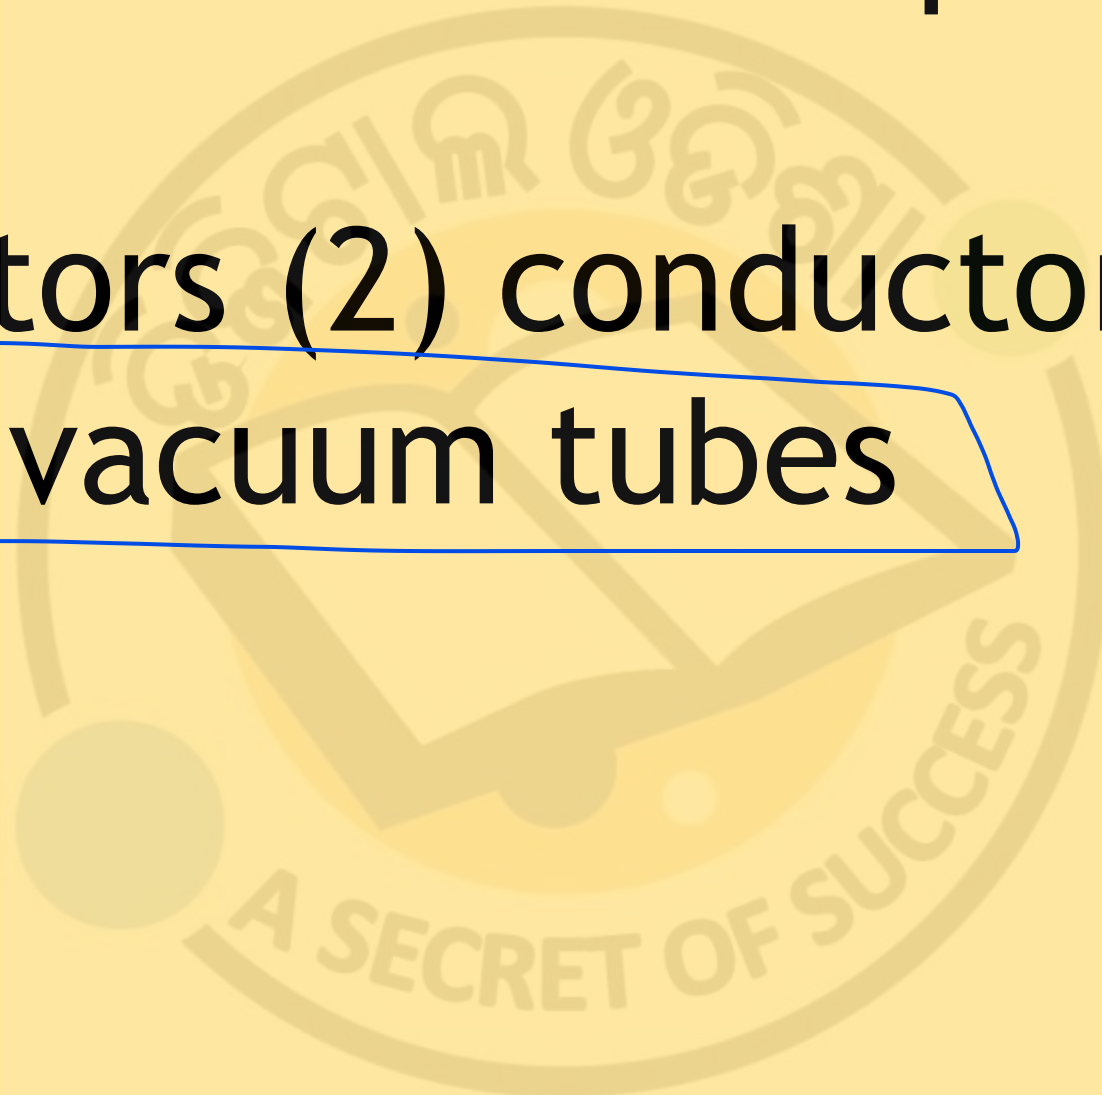 tors (2) conductor
vacuum tubes
A SECRET OF SUCCESS